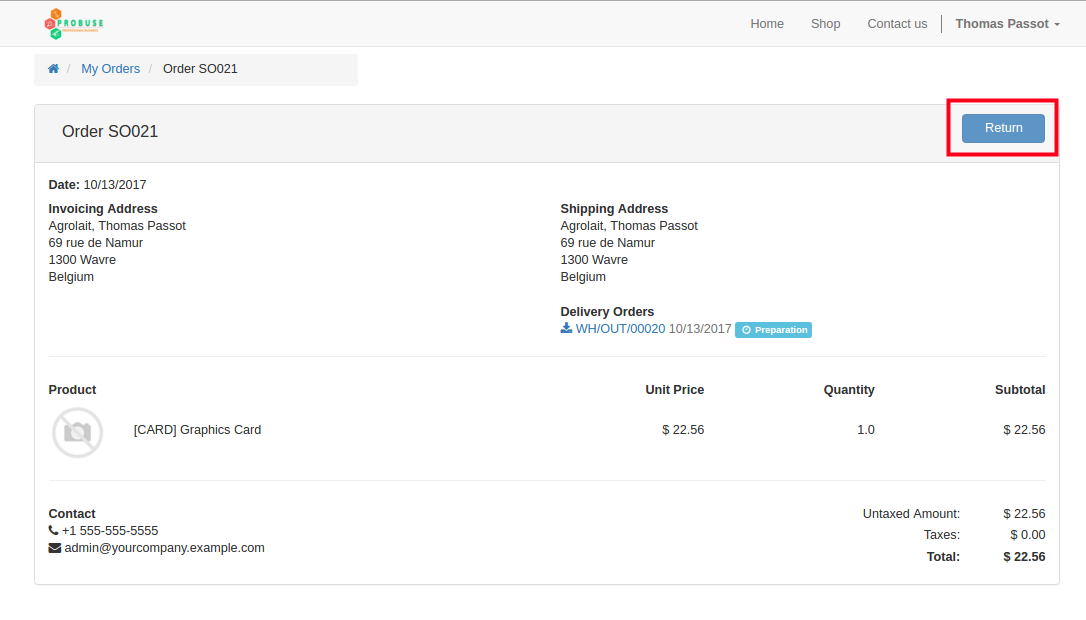 PROBUSE
Home Shop Contact us Thomas Passot
/ My Orders / Order SO021
Order SO021
Return
Date: 10/13/2017
Invoicing Address Shipping Address
Agrolait, Thomas Passot Agrolait, Thomas Passot
69 rue de Namur 69 rue de Namur
1300 Wavre 1300 Wavre
Belgium Belgium
Delivery Orders
WH/OUT/00020 10/13/2017 Preparation
Product Unit Price Quantity Subtotal
[CARD] Graphics Card $ 22.56 1.0 $ 22.56
Contact Untaxed Amount: $ 22.56
+1 555-555-5555 Taxes: $ 0.00
admin@yourcompany.example.com Total: $ 22.56